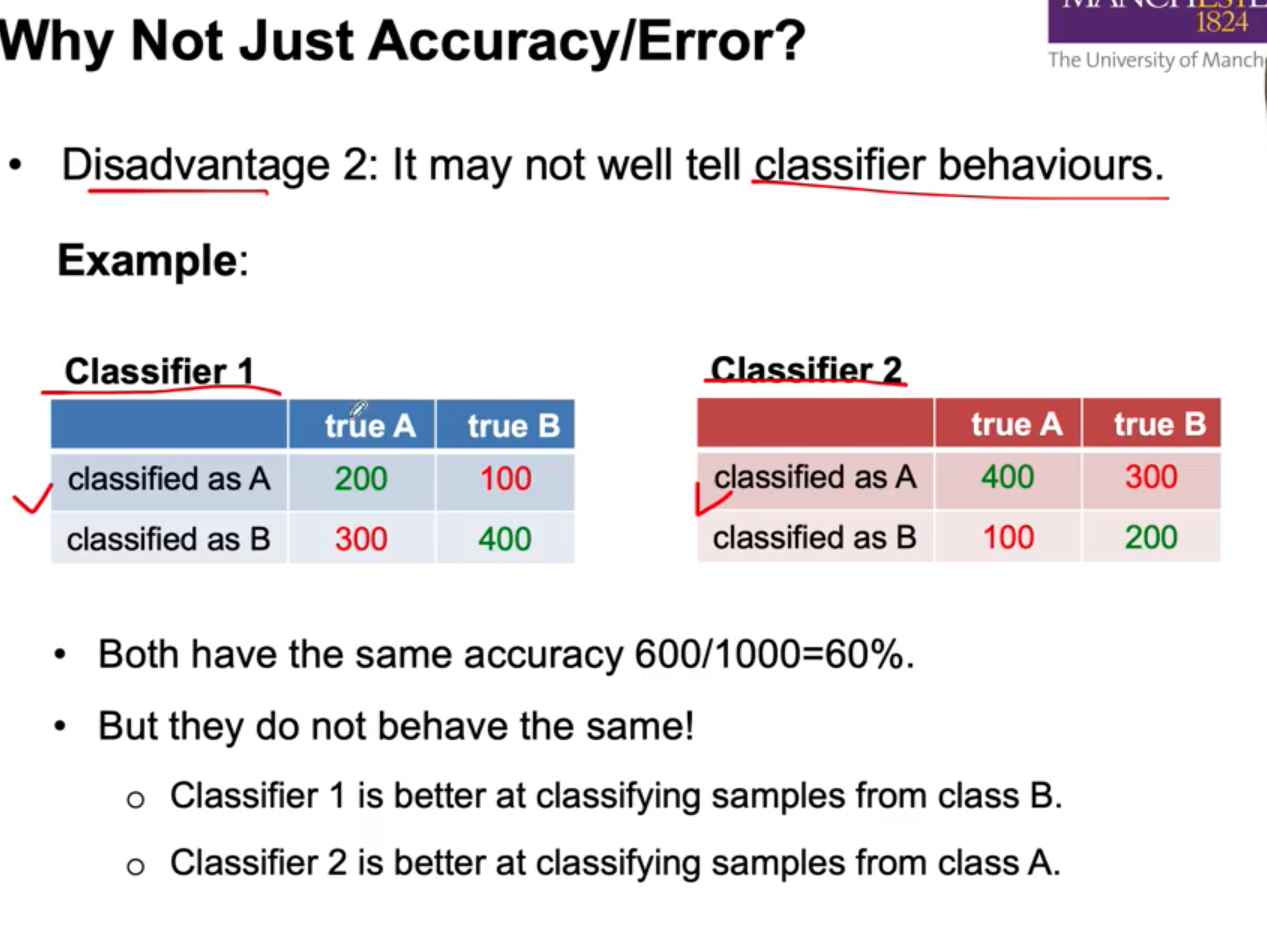 Why Not Just Accuracy/Error?
1824
The University of Manch
• Disadvantage 2: It may not well tell classifier behaviours.
Example:
Classifier 1
true A true B
classified as A 200 100
classified as B 300 400
Classifier 2
true A true B
classified as A 400 300
classified as B 100 200
• Both have the same accuracy 600/1000=60%.
• But they do not behave the same!
o Classifier 1 is better at classifying samples from class B.
o Classifier 2 is better at classifying samples from class A.